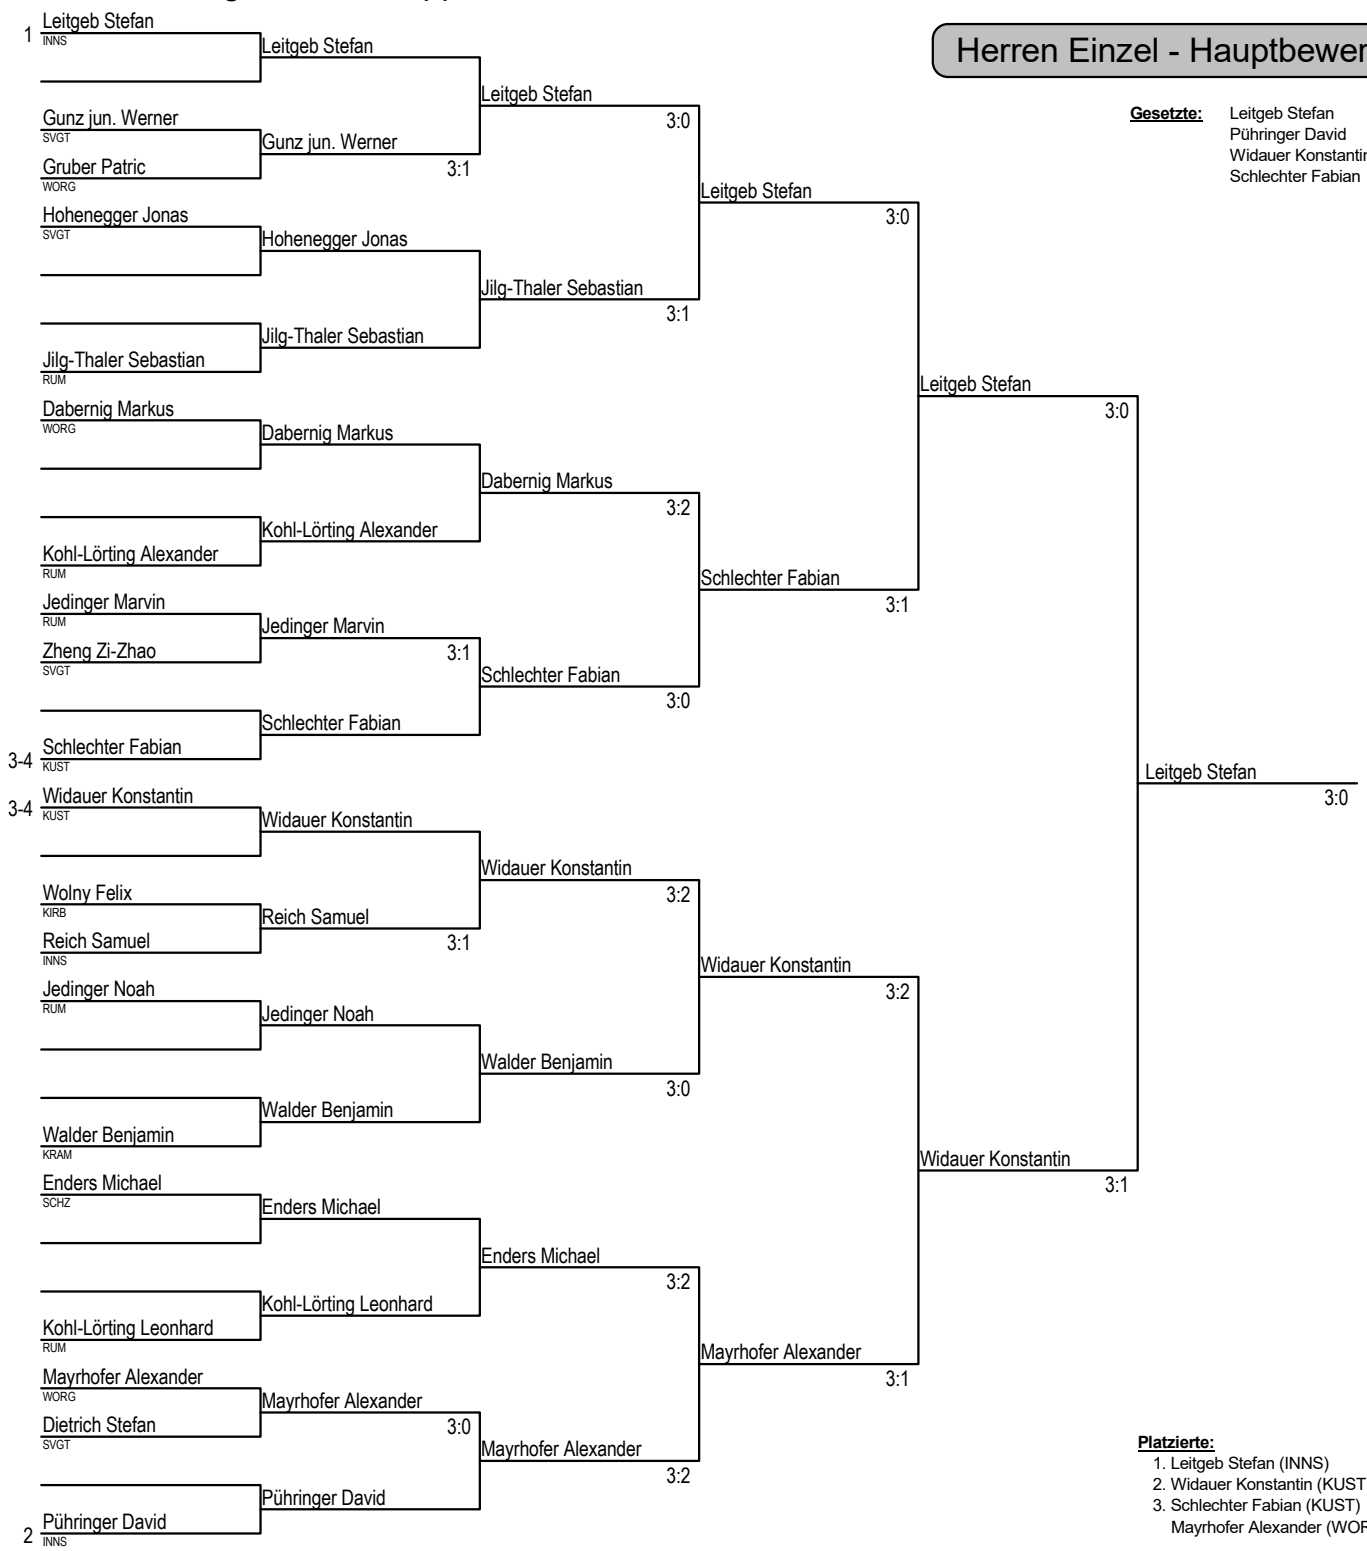 Herren Einzel - Hauptbewer
Gesetzte: Leitgeb Stefan
Pühringer David
Widauer Konstantin
Schlechter Fabian
1 Leitgeb Stefan
INNS
Gunz jun. Werner
SVGT
Gruber Patric
WORG
Hohenegger Jonas
SVGT
Jilg-Thaler Sebastian
RUM
Dabernig Markus
WORG
Kohl-Lörting Alexander
RUM
Jedinger Marvin
RUM
Zheng Zi-Zhao
SVGT
3-4 Schlechter Fabian
KUST
3-4 Widauer Konstantin
KUST
Wolny Felix
KIRB
Reich Samuel
INNS
Jedinger Noah
RUM
Walder Benjamin
KRAM
Enders Michael
SCHZ
Kohl-Lörting Leonhard
RUM
Mayrhofer Alexander
WORG
Dietrich Stefan
SVGT
2 Pühringer David
INNS
Leitgeb Stefan
Gunz jun. Werner
3:1
Hohenegger Jonas
Jilg-Thaler Sebastian
Dabernig Markus
Kohl-Lörting Alexander
Jedinger Marvin
3:1
Schlechter Fabian
Widauer Konstantin
Reich Samuel
3:1
Jedinger Noah
Walder Benjamin
Enders Michael
Kohl-Lörting Leonhard
Mayrhofer Alexander
3:0
Pühringer David
Leitgeb Stefan
3:0
Jilg-Thaler Sebastian
3:1
Dabernig Markus
3:2
Schlechter Fabian
3:0
Widauer Konstantin
3:2
Walder Benjamin
3:0
Enders Michael
3:2
Mayrhofer Alexander
3:2
Leitgeb Stefan
3:0
Schlechter Fabian
3:1
Widauer Konstantin
3:2
Mayrhofer Alexander
3:1
Leitgeb Stefan
3:0
Widauer Konstantin
3:1
Leitgeb Stefan
3:0
Platzierte:
1. Leitgeb Stefan (INNS)
2. Widauer Konstantin (KUST
3. Schlechter Fabian (KUST)
Mayrhofer Alexander (WOR